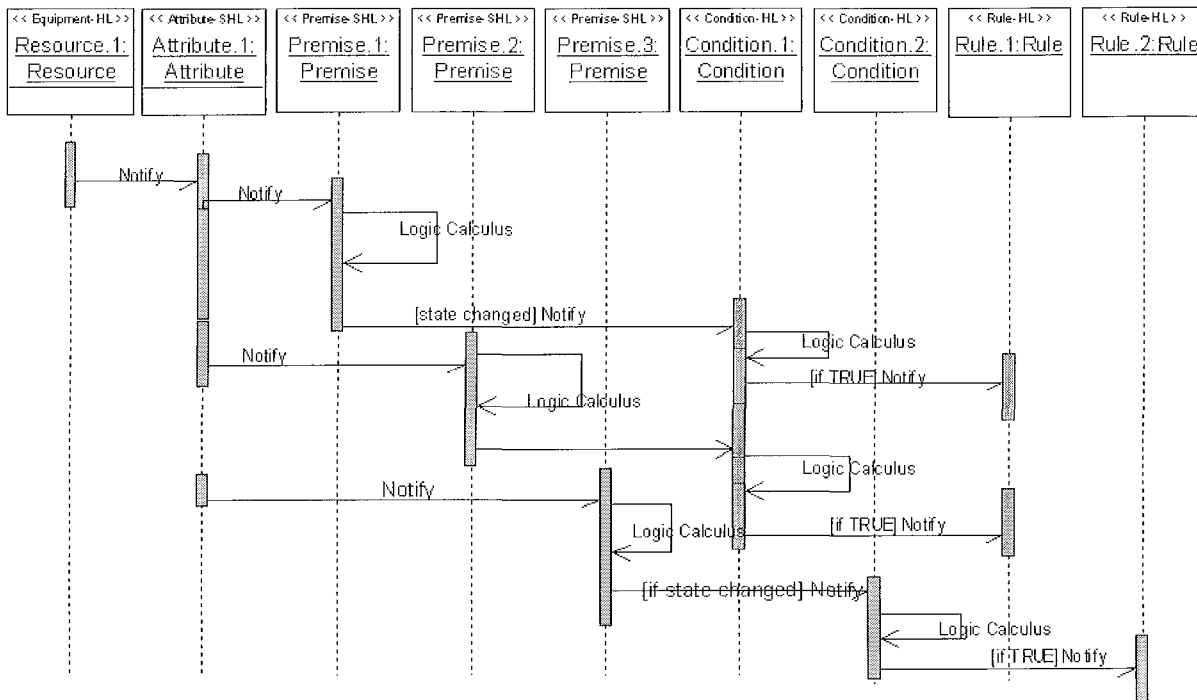 << Equipment-HL >>
Resource.1:
Resource
<< Attribute-SHL >>
Attribute.1:
Attribute
<< Premise-SHL >>
Premise.1:
Premise
<< Premise-SHL >>
Premise.2:
Premise
<< Premise-SHL >>
Premise.3:
Premise
<< Condition-HL >>
Condition.1:
Condition
<< Condition-HL >>
Condition.2:
Condition
<< Rule-HL >>
Rule.1:Rule
<< Rule-HL >>
Rule.2:Rule
Notify
Notify
Logic Calculus
[state changed] Notify
Logic Calculus
Notify
[if TRUE] Notify
Logic Calculus
Logic Calculus
Notify
[if TRUE] Notify
Logic Calculus
[if state changed] Notify
Logic Calculus
[if TRUE] Notify